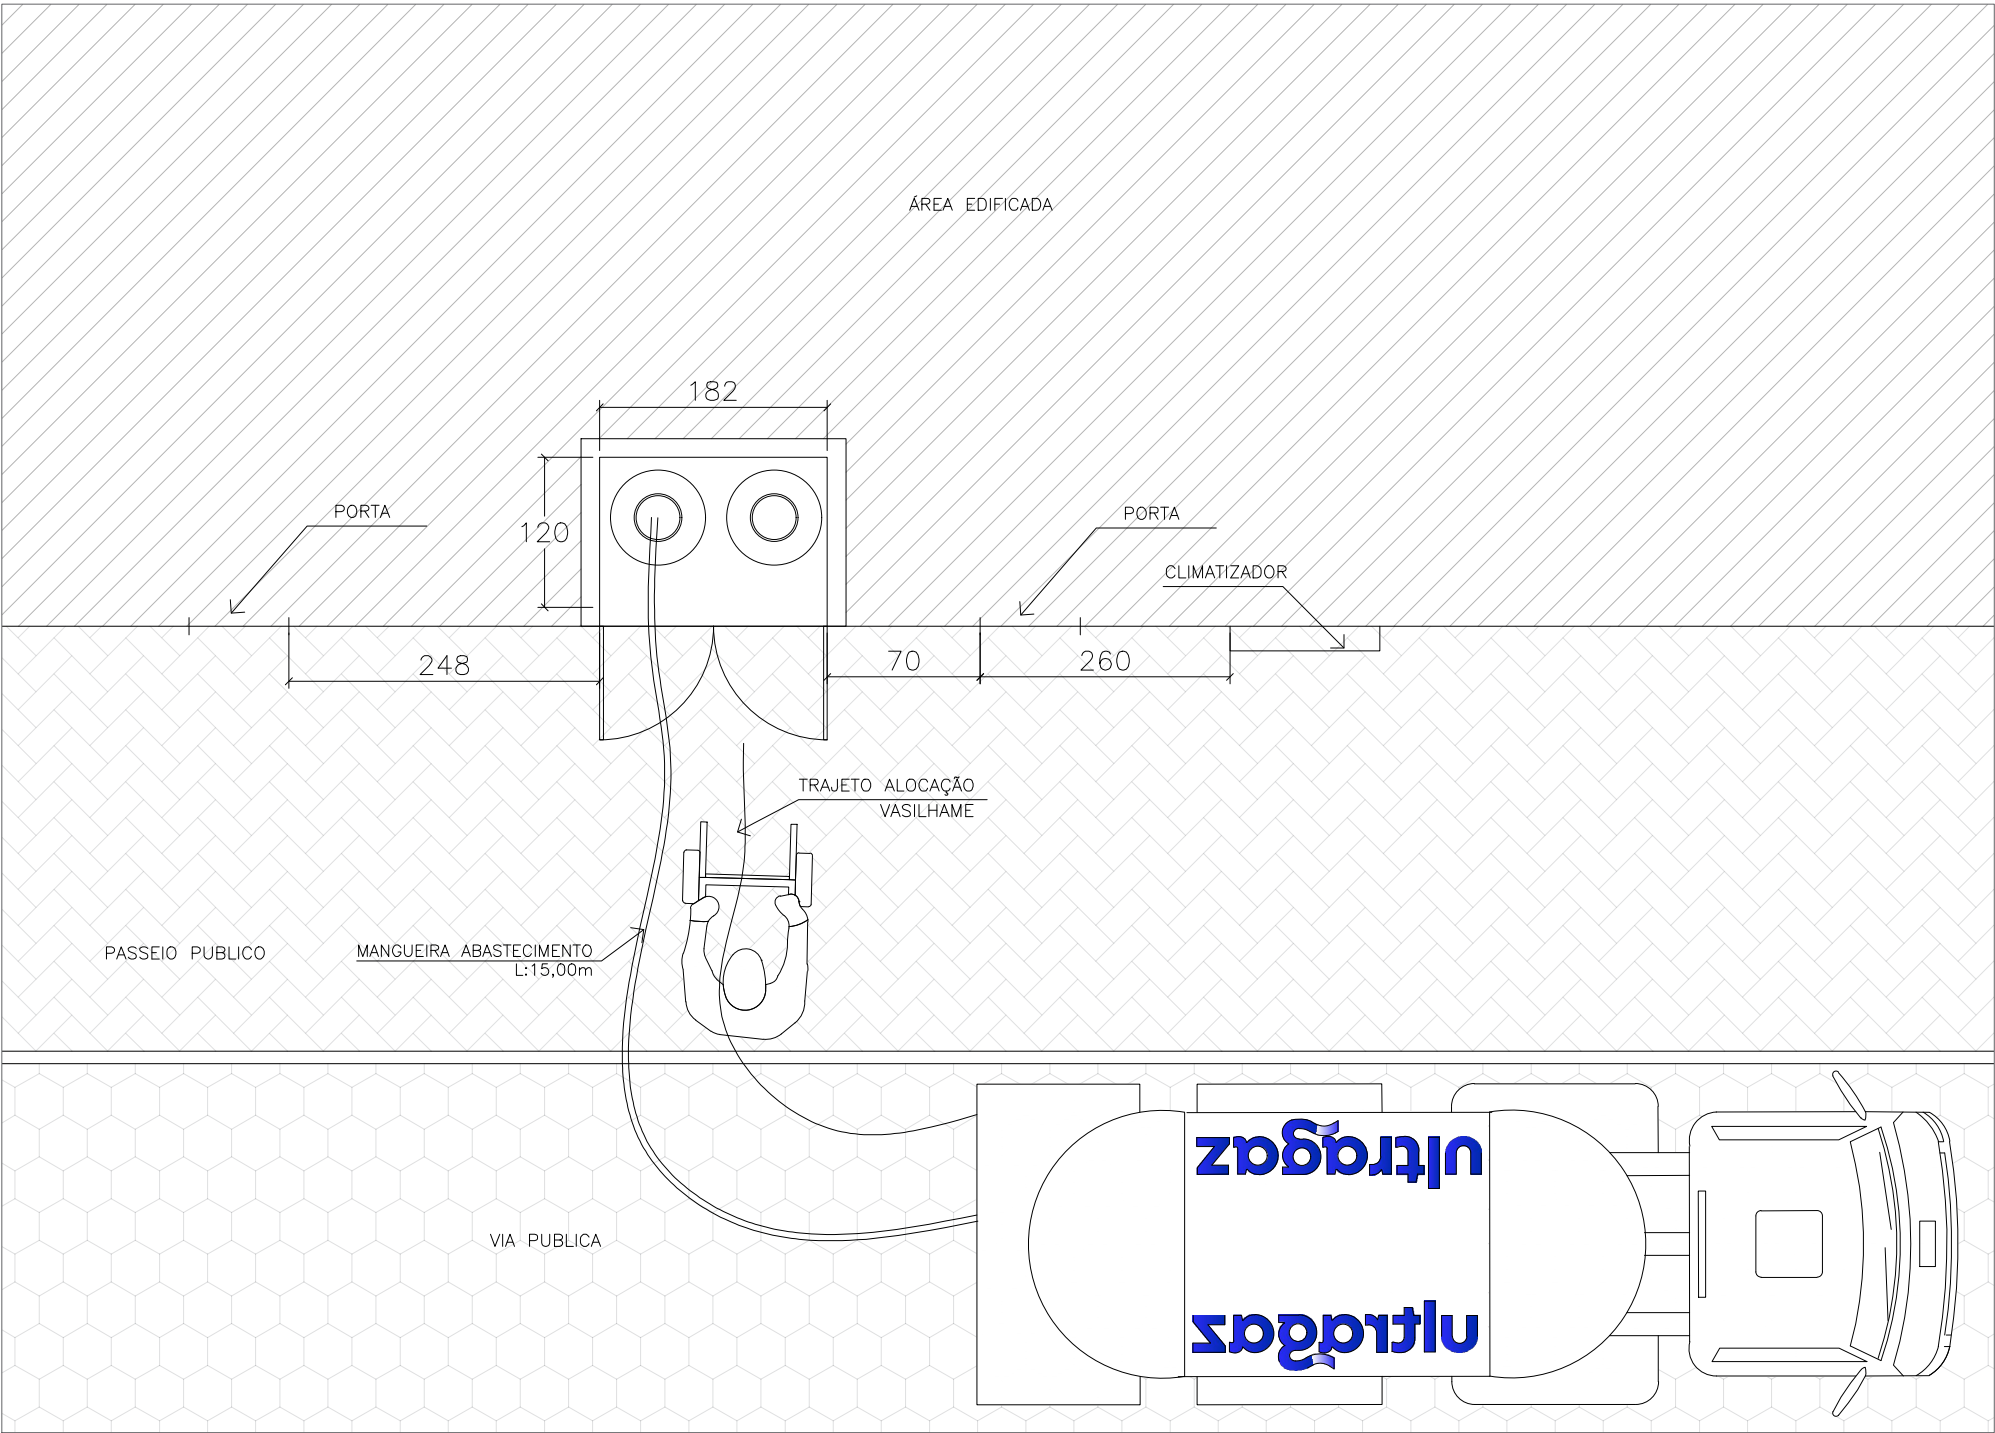 ÁREA EDIFICADA
182
120
PORTA
PORTA
CLIMATIZADOR
248
70
260
TRAJETO ALOCAÇÃO
VASILHAME
PASSEIO PUBLICO
MANGUEIRA ABASTECIMENTO
L:15,00m
VIA PUBLICA
ultragaz
ultragaz